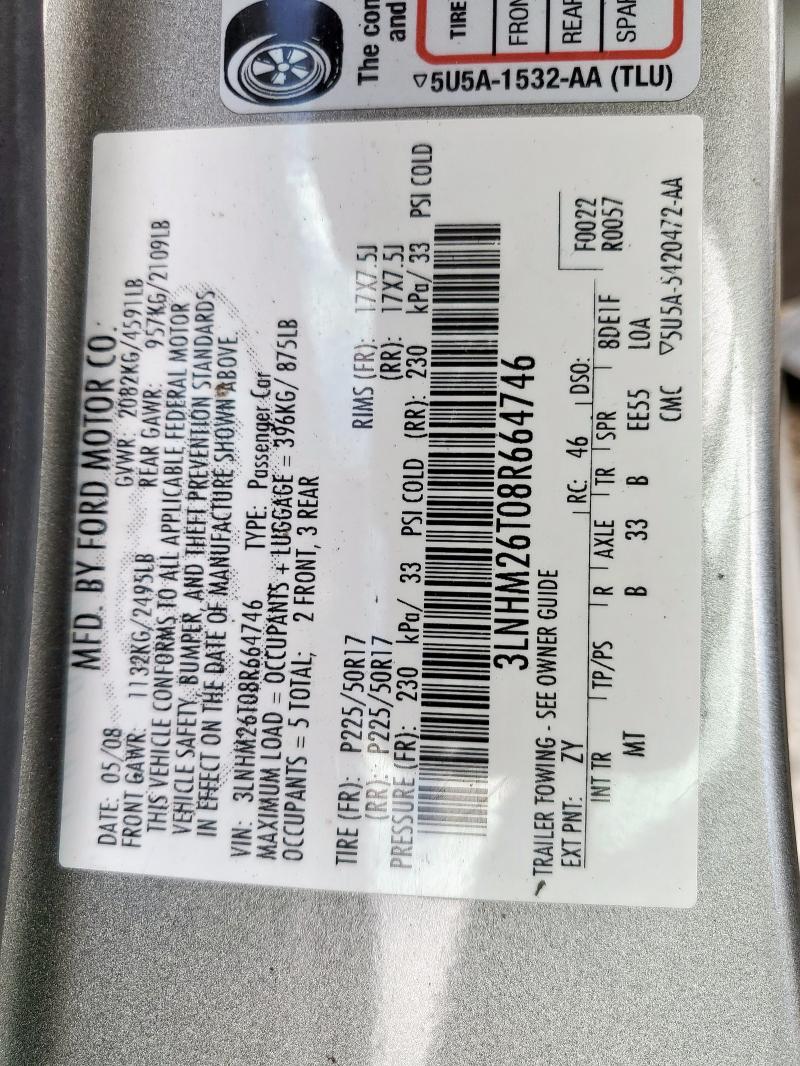 The con
and
TIRE
FRON
REAR
SPAR
▽5U5A-1532-AA (TLU)
MFD. BY FORD MOTOR CO.
DATE: 05/08 GVWR: 2082KG/4591LB
FRONT GAWR: 1132KG/2495LB REAR GAWR: 957KG/2109LB
THIS VEHICLE CONFORMS TO ALL APPLICABLE FEDERAL MOTOR
VEHICLE SAFETY, BUMPER, AND THEFT PREVENTION STANDARDS
IN EFFECT ON THE DATE OF MANUFACTURE SHOWN ABOVE
VIN: 3LNHM26T08R664746 TYPE: Passenger Car
MAXIMUM LOAD = OCCUPANTS + LUGGAGE = 396KG/ 875LB
OCCUPANTS = 5 TOTAL; 2 FRONT, 3 REAR
TIRE (FR): P225/50R17 RIMS (FR): 17X7.5J
(RR): P225/50R17 (RR): 17X7.5J
PRESSURE (FR): 230 kPa/ 33 PSI COLD (RR): 230 kPa/ 33 PSI COLD
3LNHM26T08R664746
TRAILER TOWING - SEE OWNER GUIDE
EXT PNT: ZY RC: 46 DSO: F0022
R0057
INT TR TP/PS R AXLE TR SPR 8DE1F
MT B 33 B EE55 LOA
CMC ▽5U5A-5420472-AA